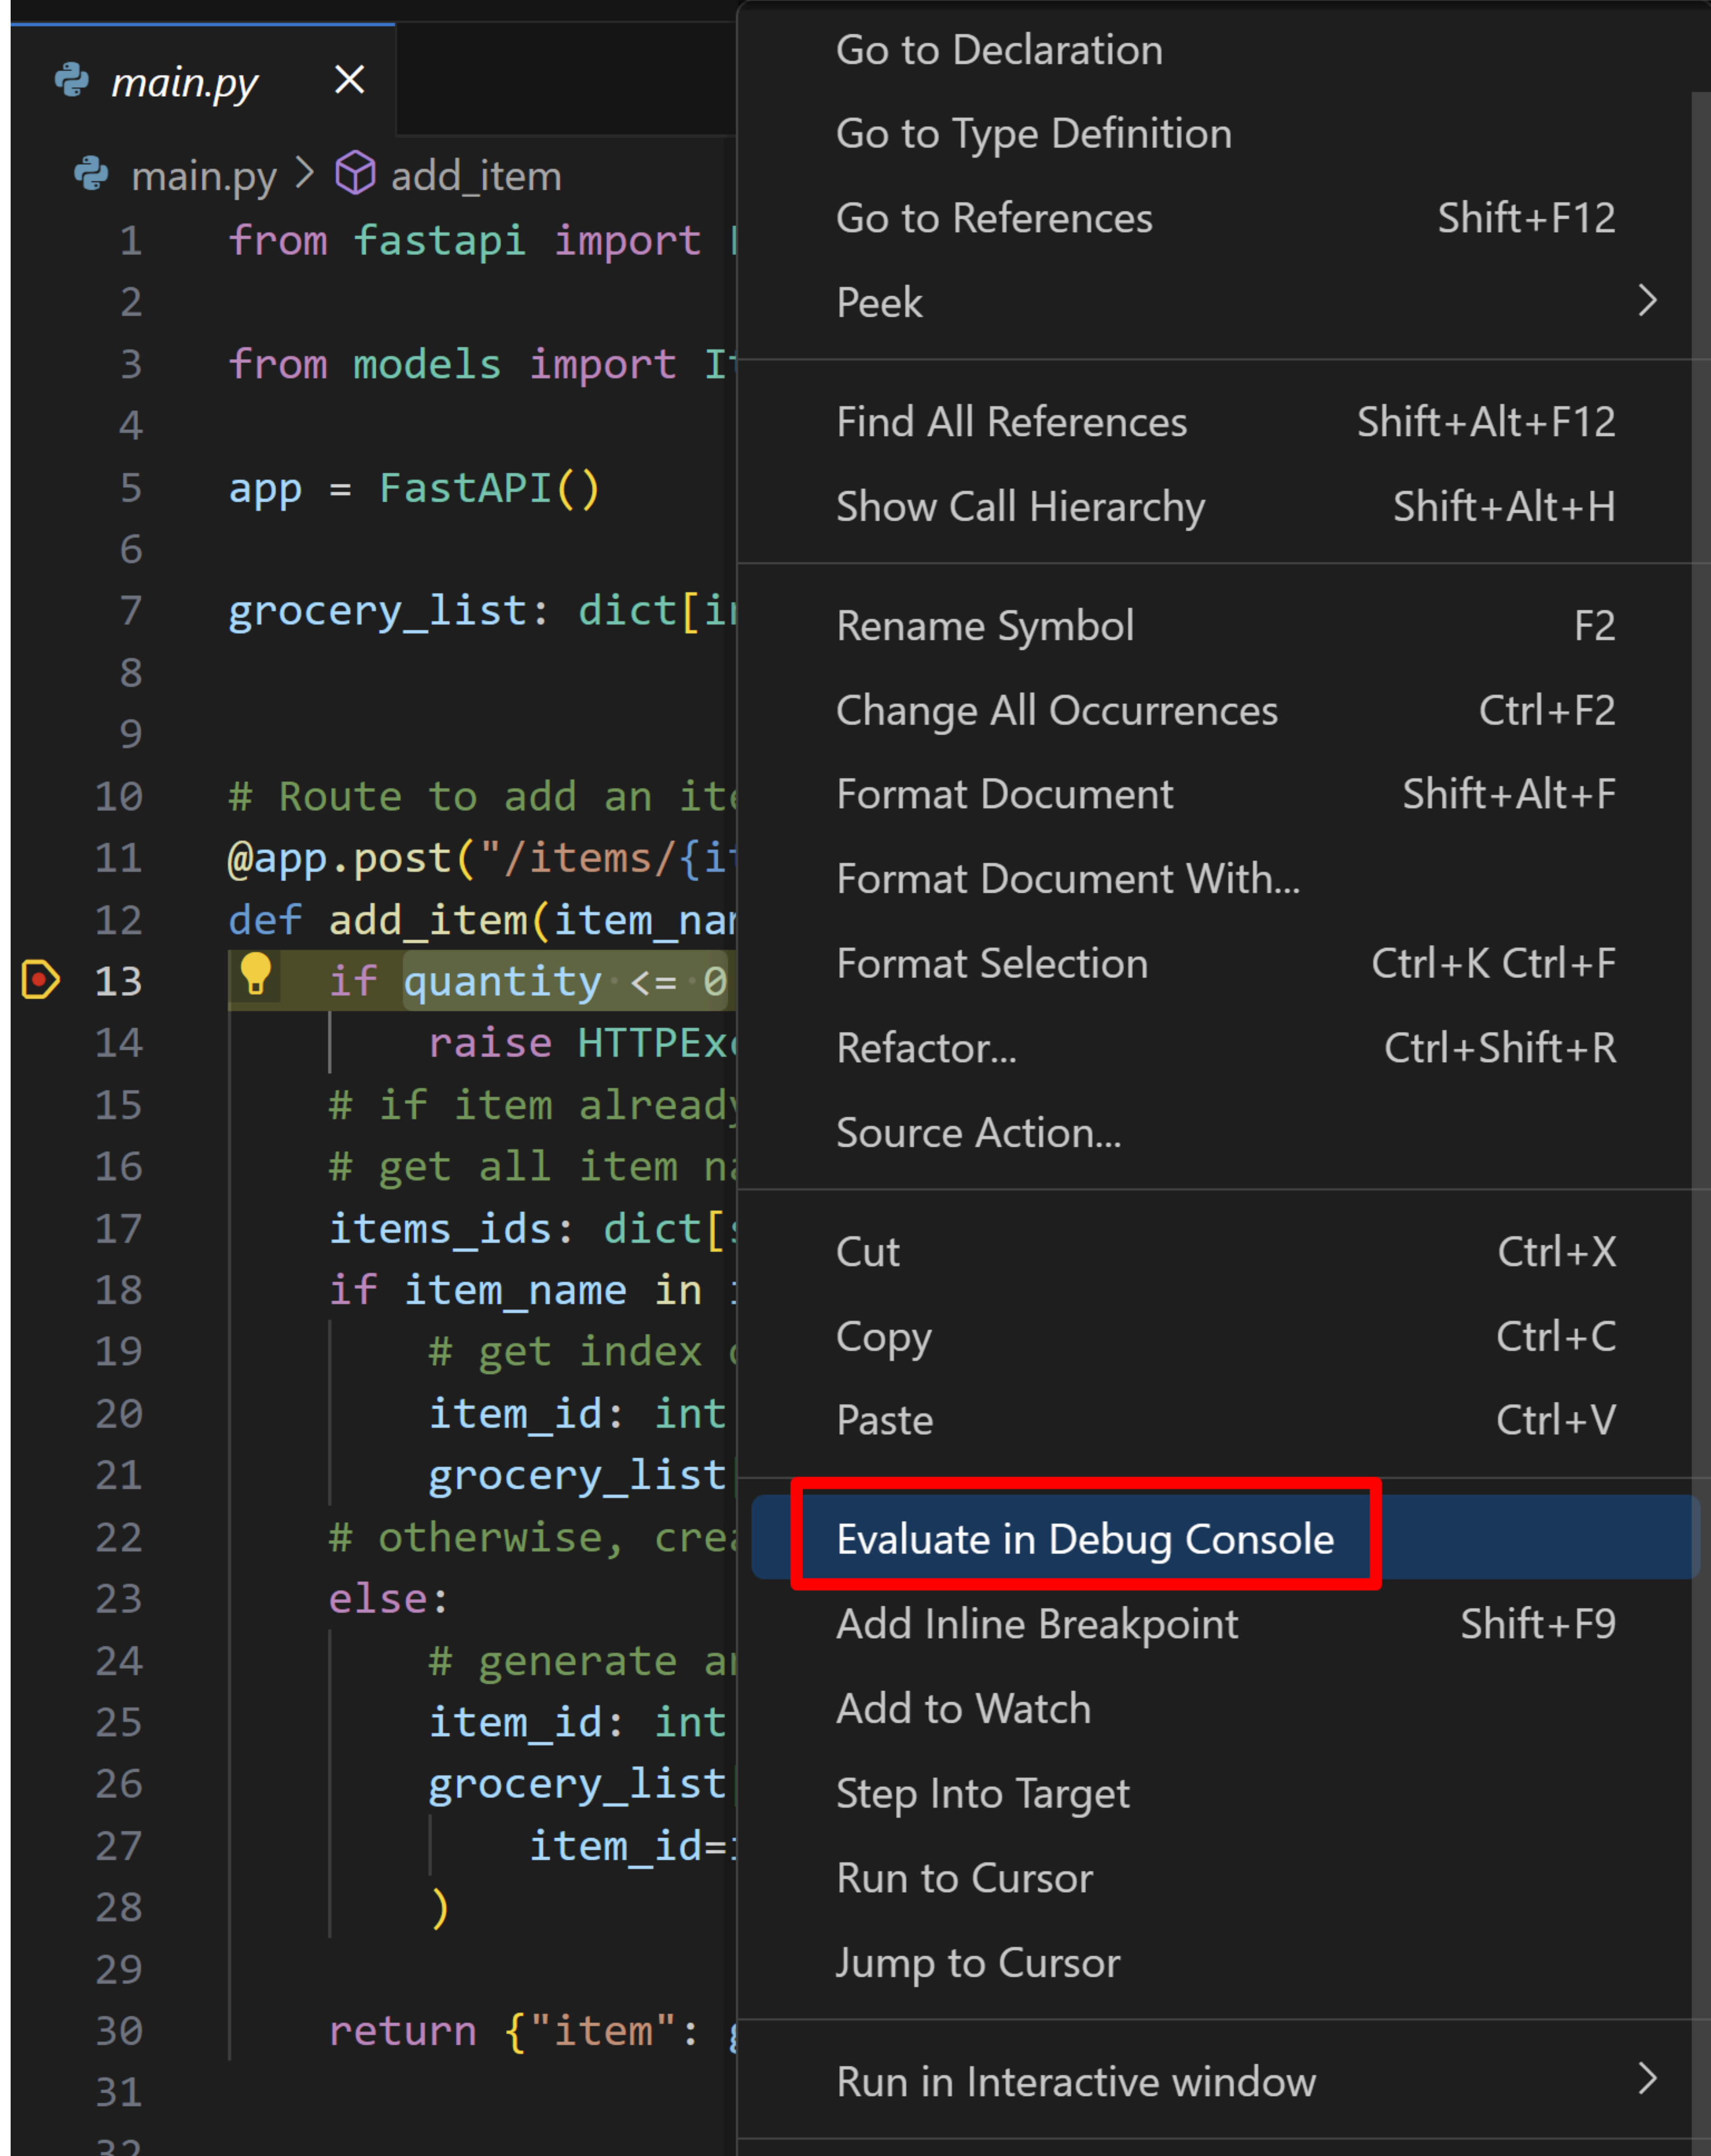 main.py
main.py > add_item
1 from fastapi import
2
3 from models import
4
5 app = FastAPI()
6
7 grocery_list: dict[
8
9
10 # Route to add an
11 @app.post("/items/{
12 def add_item(
13 if quantity <= 0
14 raise
15 # if item already
16 # get all item
17 items_ids: dict[
18 if item_name in
19 # get index
20 item_id: int
21 grocery_list
22 # otherwise,
23 else:
24 # generate
25 item_id: int
26 grocery_list
27 item_id=
28 )
29
30 return {"item":
31
32
Go to Declaration
Go to Type Definition
Go to References Shift+F12
Peek
Find All References Shift+Alt+F12
Show Call Hierarchy Shift+Alt+H
Rename Symbol F2
Change All Occurrences Ctrl+F2
Format Document Shift+Alt+F
Format Document With...
Format Selection Ctrl+K Ctrl+F
Refactor... Ctrl+Shift+R
Source Action...
Cut Ctrl+X
Copy Ctrl+C
Paste Ctrl+V
Evaluate in Debug Console
Add Inline Breakpoint Shift+F9
Add to Watch
Step Into Target
Run to Cursor
Jump to Cursor
Run in Interactive window